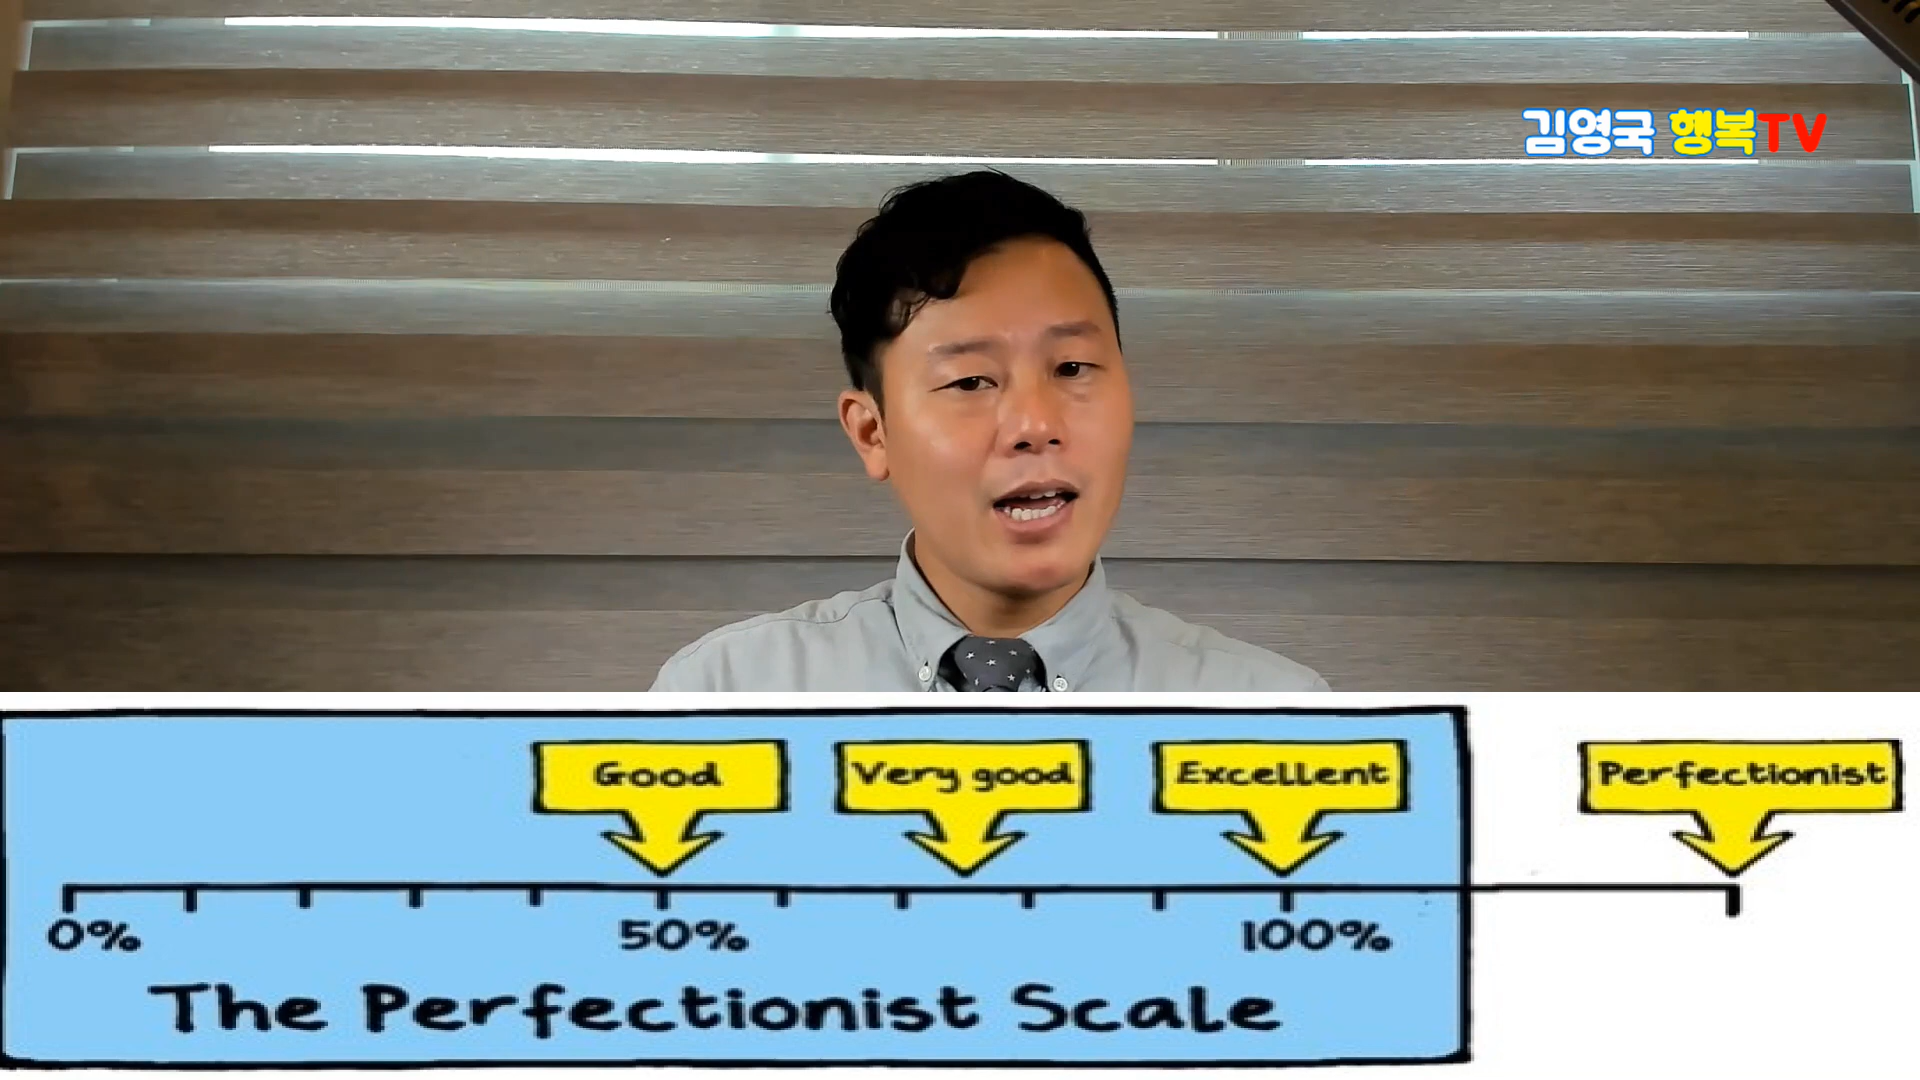 김영국 행복TV
Good
Very good
Excellent
Perfectionist
0%
50%
100%
The Perfectionist Scale